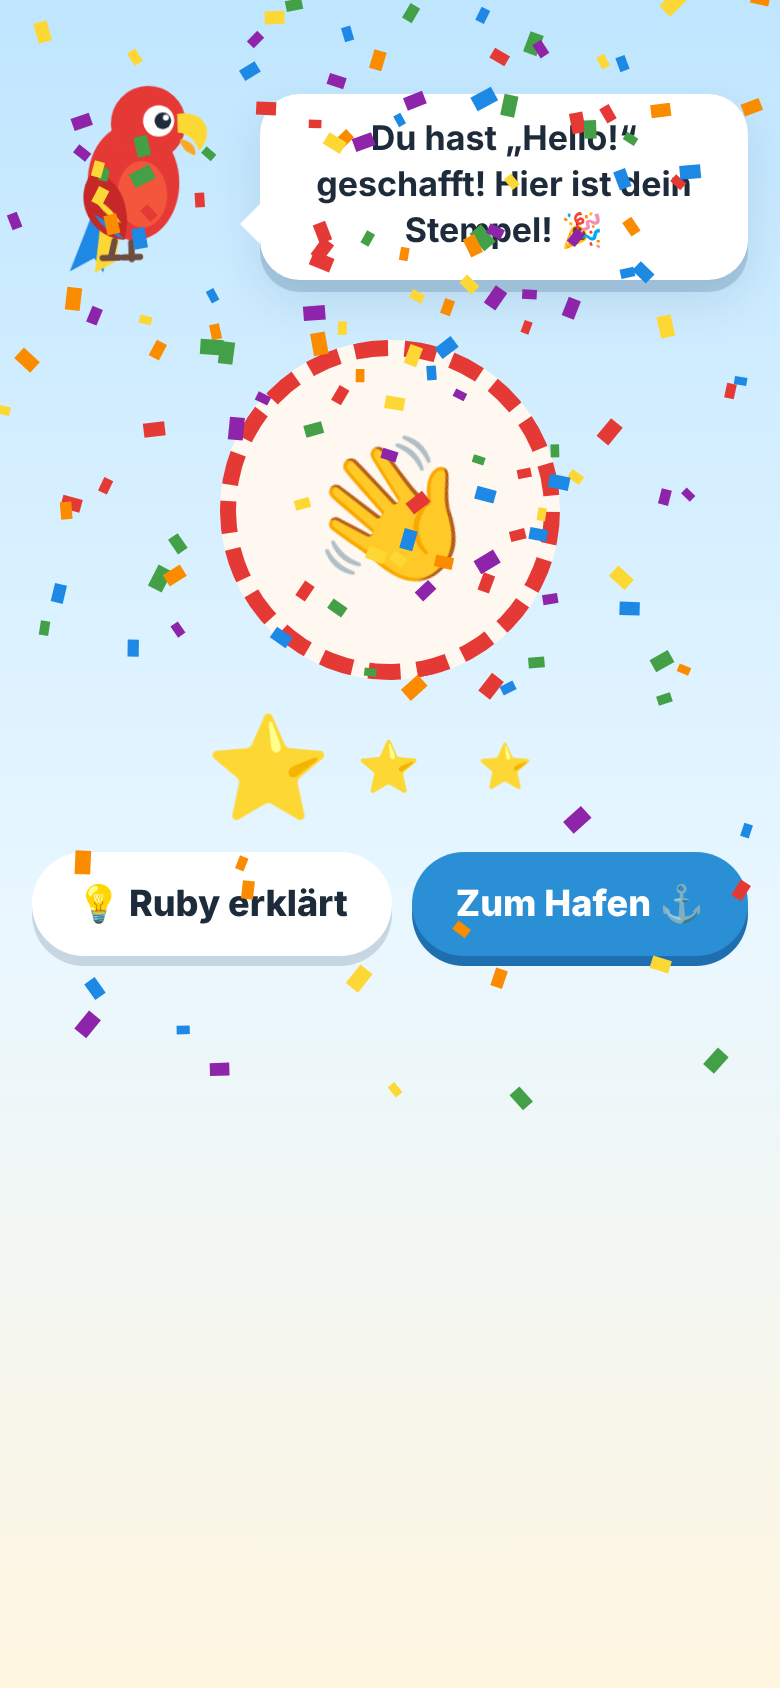 Du hast „Hello!“
geschafft! Hier ist dein
Stempel! 🎉
💡 Ruby erklärt
Zum Hafen ⚓